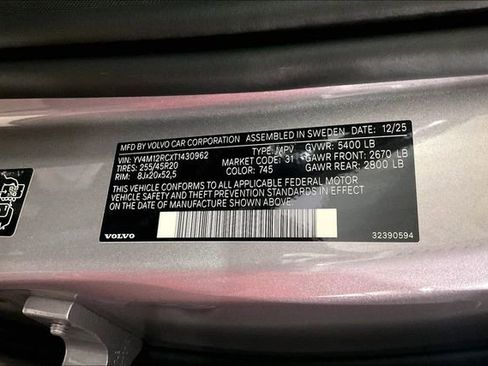 MFD BY VOLVO CAR CORPORATION ASSEMBLED IN SWEDEN DATE: 12/25
VIN: YV4M12RCXT1430962 TYPE: MPV GVWR: 5400 LB
TIRES: 255/45R20 MARKET CODE: 31 GAWR FRONT: 2670 LB
RIM: 8Jx20x52,5 COLOR: 745 GAWR REAR: 2800 LB
THIS VEHICLE CONFORMS TO ALL APPLICABLE FEDERAL MOTOR
VEHICLE SAFETY AND THEFT PREVENTION STANDARDS IN EFFECT
ON THE DATE OF MANUFACTURE SHOWN ABOVE:
VOLVO 32390594